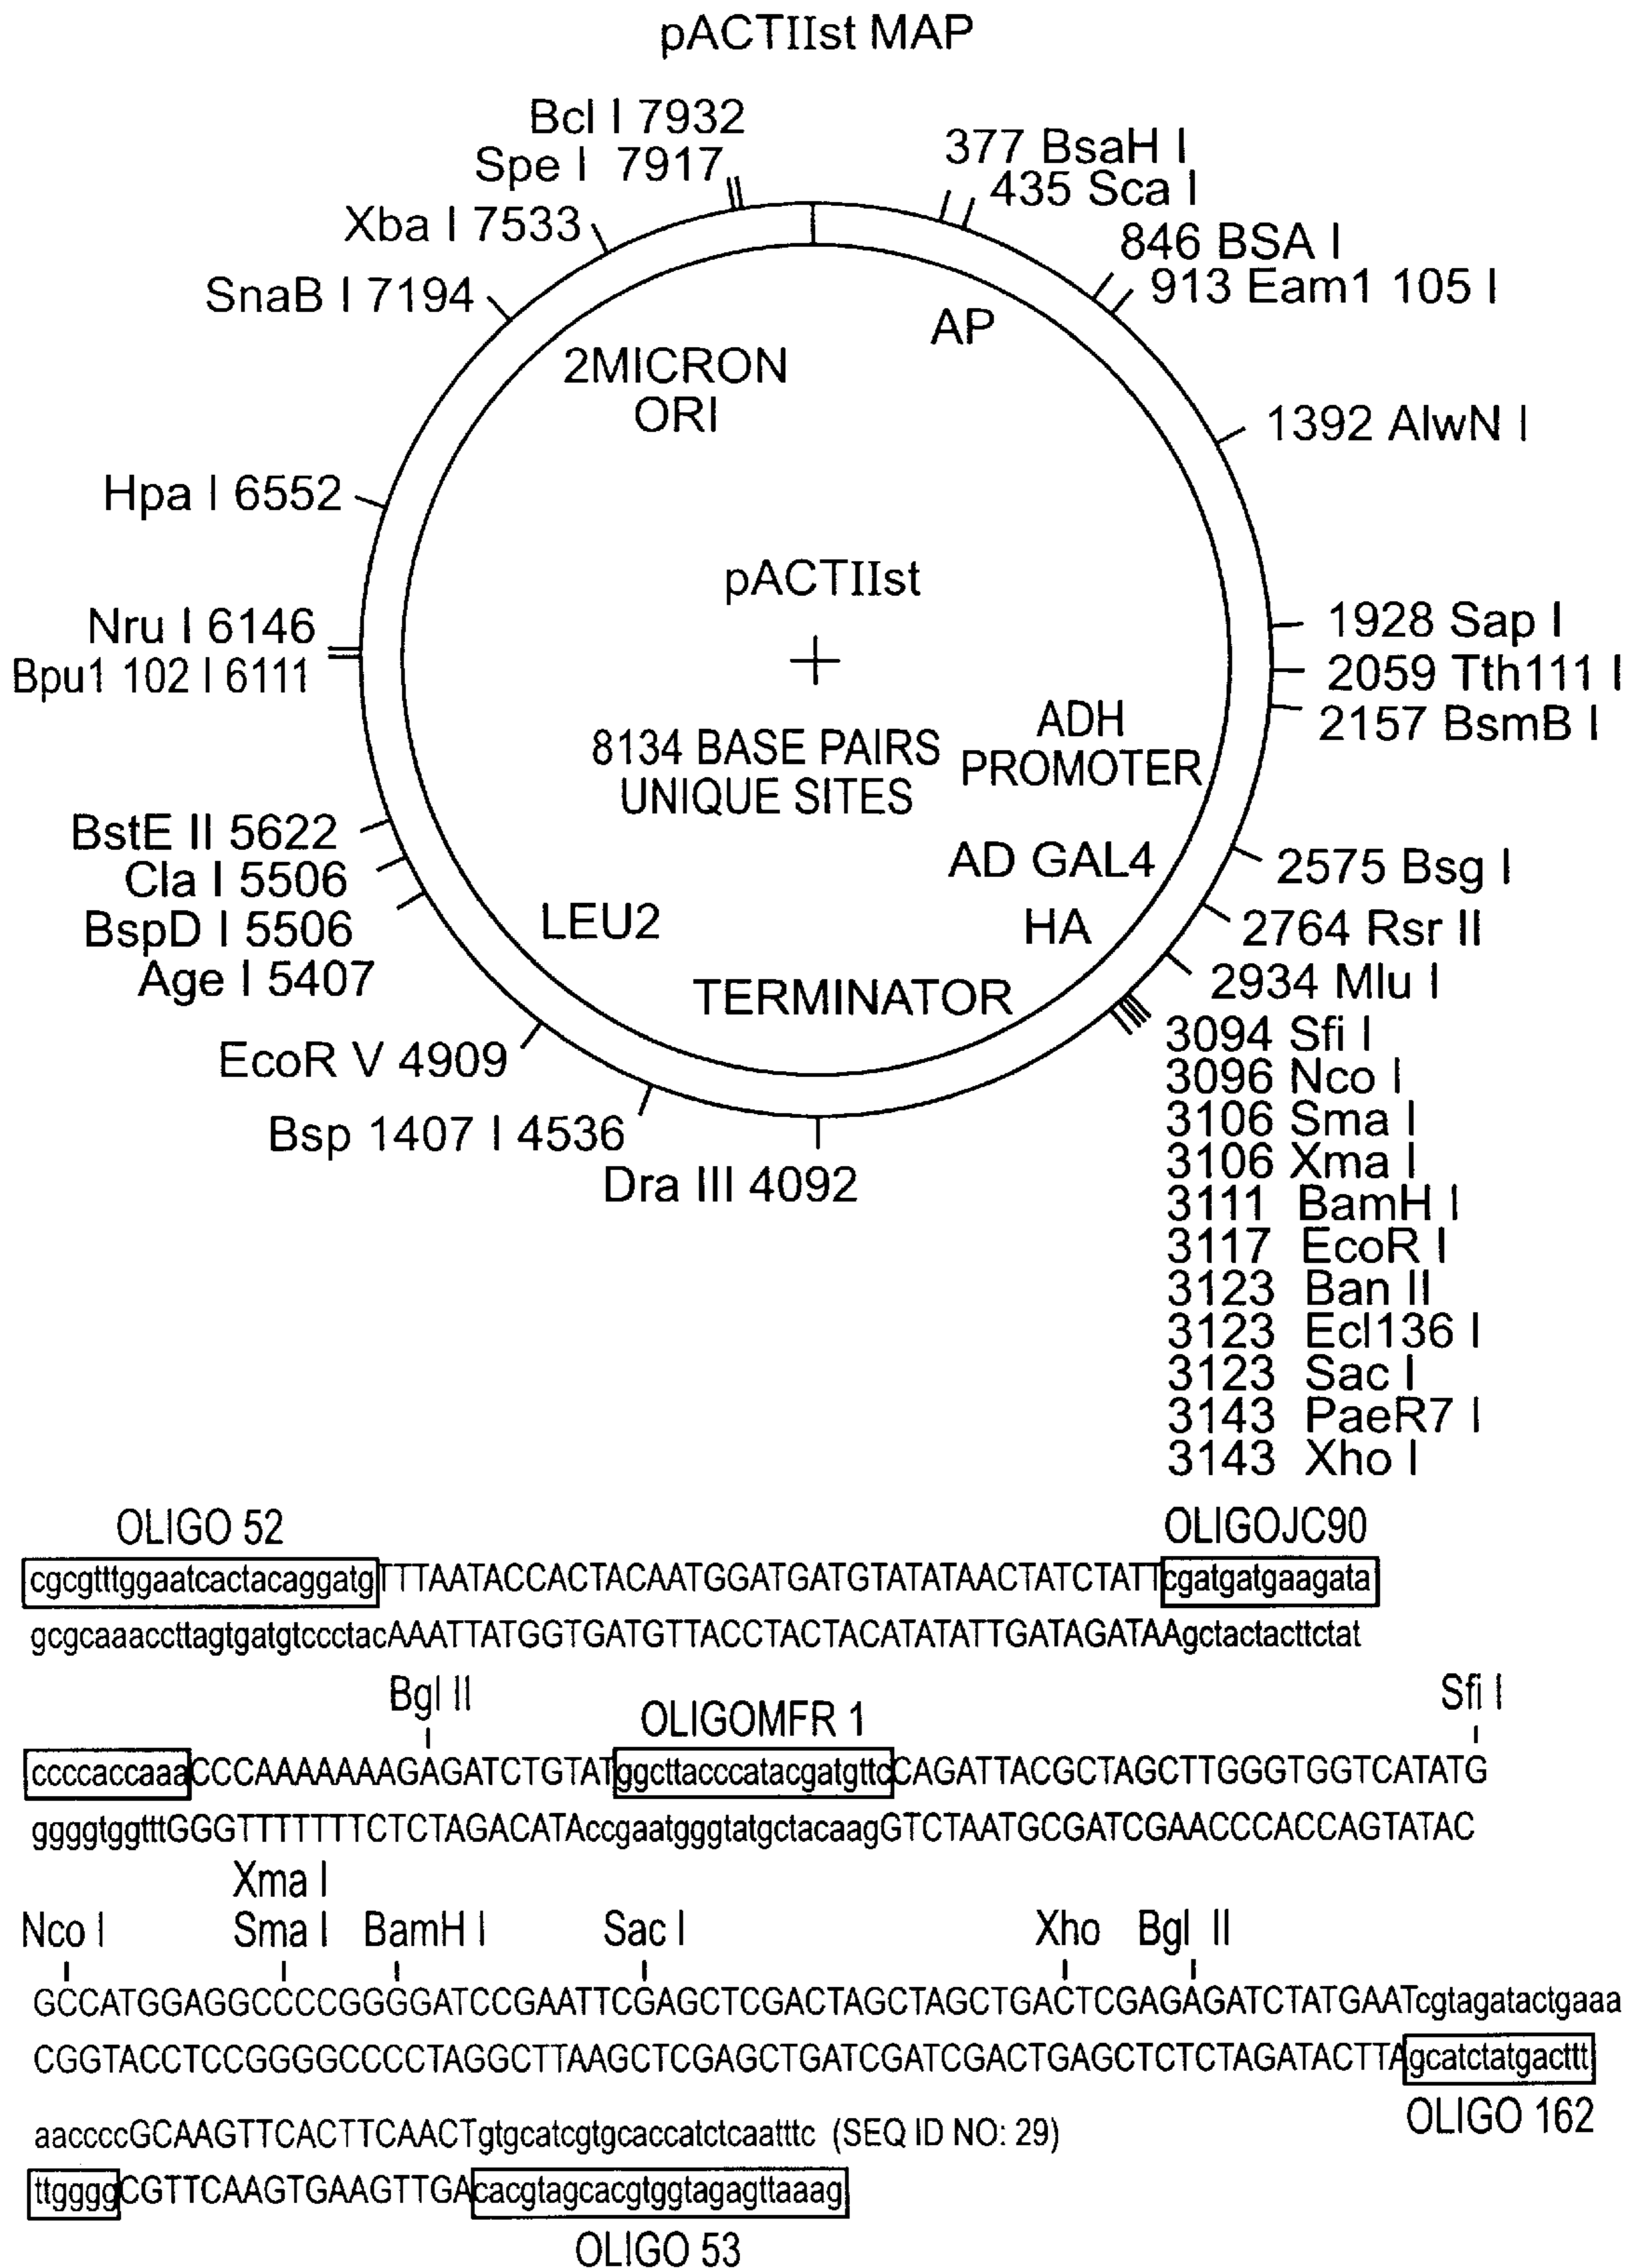 pACTIIst MAP
Bcl I 7932
Spe I 7917
Xba I 7533
SnaB I 7194
377 BsaH I
435 Sca I
846 BSA I
913 Eam1 105 I
AP
2MICRON
ORI
1392 AlwN I
Hpa I 6552
pACTIIst
Nru I 6146
Bpu1 102 I 6111
1928 Sap I
2059 Tth111 I
2157 BsmB I
ADH
PROMOTER
8134 BASE PAIRS
UNIQUE SITES
BstE II 5622
Cla I 5506
BspD I 5506
Age I 5407
AD GAL4
HA
LEU2
TERMINATOR
2575 Bsg I
2764 Rsr II
2934 Mlu I
EcoR V 4909
Bsp 1407 I 4536
Dra III 4092
3094 Sfi I
3096 Nco I
3106 Sma I
3106 Xma I
3111 BamH I
3117 EcoR I
3123 Ban II
3123 Ecl136 I
3123 Sac I
3143 PaeR7 I
3143 Xho I
OLIGO 52 OLIGOJC90
cgcgtttggaatcactacaggatgTTTAATACCACTACAATGGATGATGTATATAACTATCTATTcgatgatgaagata
gcgcaaaccttagtgatgtccctacAAATTATGGTGATGTTACCTACTACATATATTGATAGATAAgctactacttctat
Bgl II OLIGOMFR 1 Sfi I
ccccaccaaaCCCAAAAAAAGAGATCTGTATggcttacccatacgatgttcCAGATTACGCTAGCTTGGGTGGTCATATG
ggggtggtttGGGTTTTTTTCTCTAGACATAccgaatgggtatgctacaagGTCTAATGCGATCGAACCCACCAGTATAC
Xma I
Nco I Sma I BamH I Sac I Xho Bgl II
GCCATGGAGGCCCCGGGGATCCGAATTCGAGCTCGACTAGCTAGCTGACTCGAGAGATCTATGAATcgtagatactgaaa
CGGTACCTCCGGGGCCCCTAGGCTTAAGCTCGAGCTGATCGATCGACTGAGCTCTCTAGATACTTAgcatctatgacttt
OLIGO 162
aaccccGCAAGTTCACTTCAACTgtgcatcgtgcaccatctcaatttc (SEQ ID NO: 29)
ttggggCGTTCAAGTGAAGTTGAcacgtagcacgtggtagagttaaag
OLIGO 53